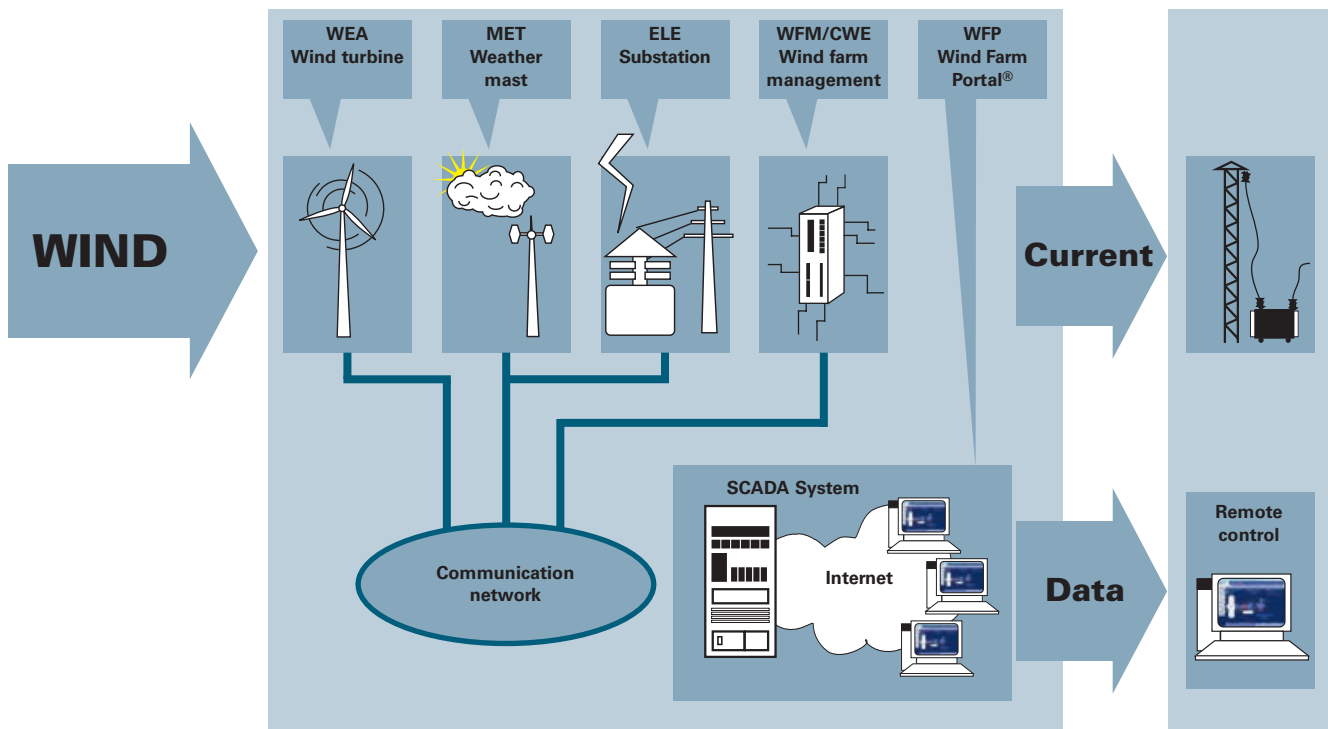 WEA
Wind turbine
MET
Weather
mast
ELE
Substation
WFM/CWE
Wind farm
management
WFP
Wind Farm
Portal®
WIND
Current
SCADA System
Internet
Communication
network
Data
Remote
control